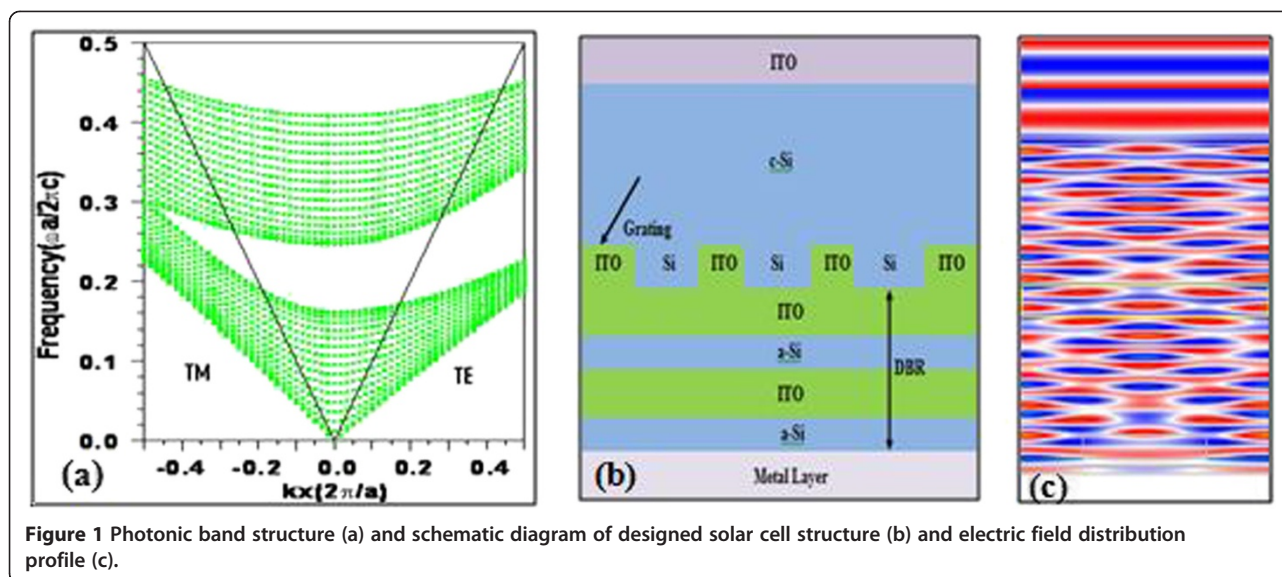 0.5
0.4
0.3
0.2
0.1
0.0
Frequency(ωa/2πc)
TM
TE
-0.4 -0.2 0.0 0.2 0.4
kx(2π/a)
(a)
ITO
c-Si
Grating
ITO Si ITO Si ITO Si ITO
ITO
a-Si
DBR
ITO
a-Si
Metal Layer
(b)
(c)
Figure 1 Photonic band structure (a) and schematic diagram of designed solar cell structure (b) and electric field distribution
profile (c).